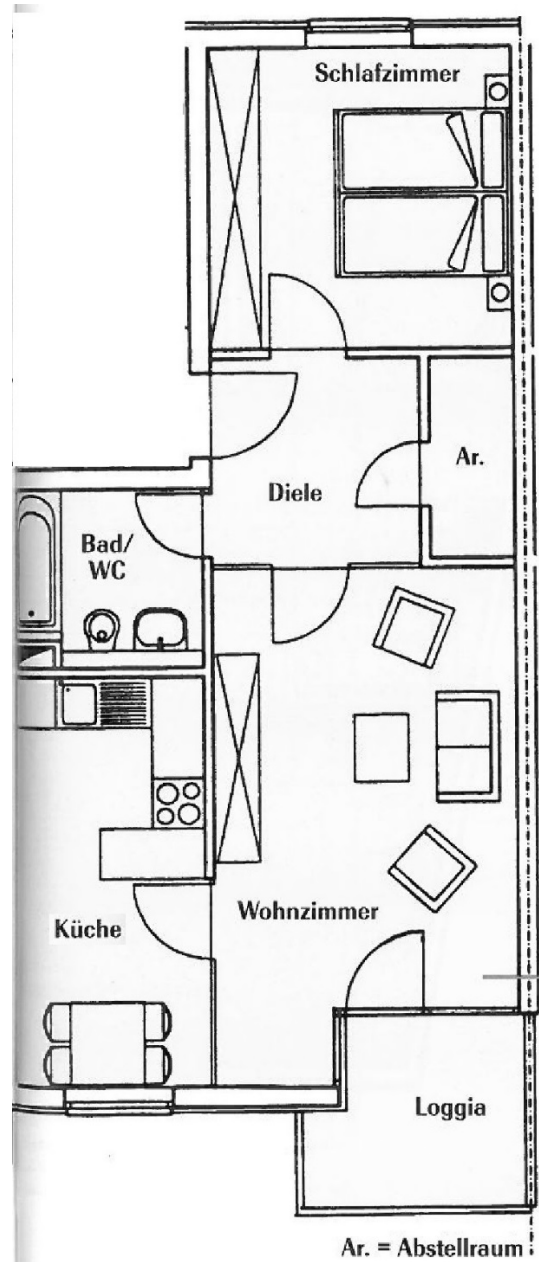 Schlafzimmer
Ar.
Diele
Bad/
WC
Wohnzimmer
Küche
Loggia
Ar. = Abstellraum